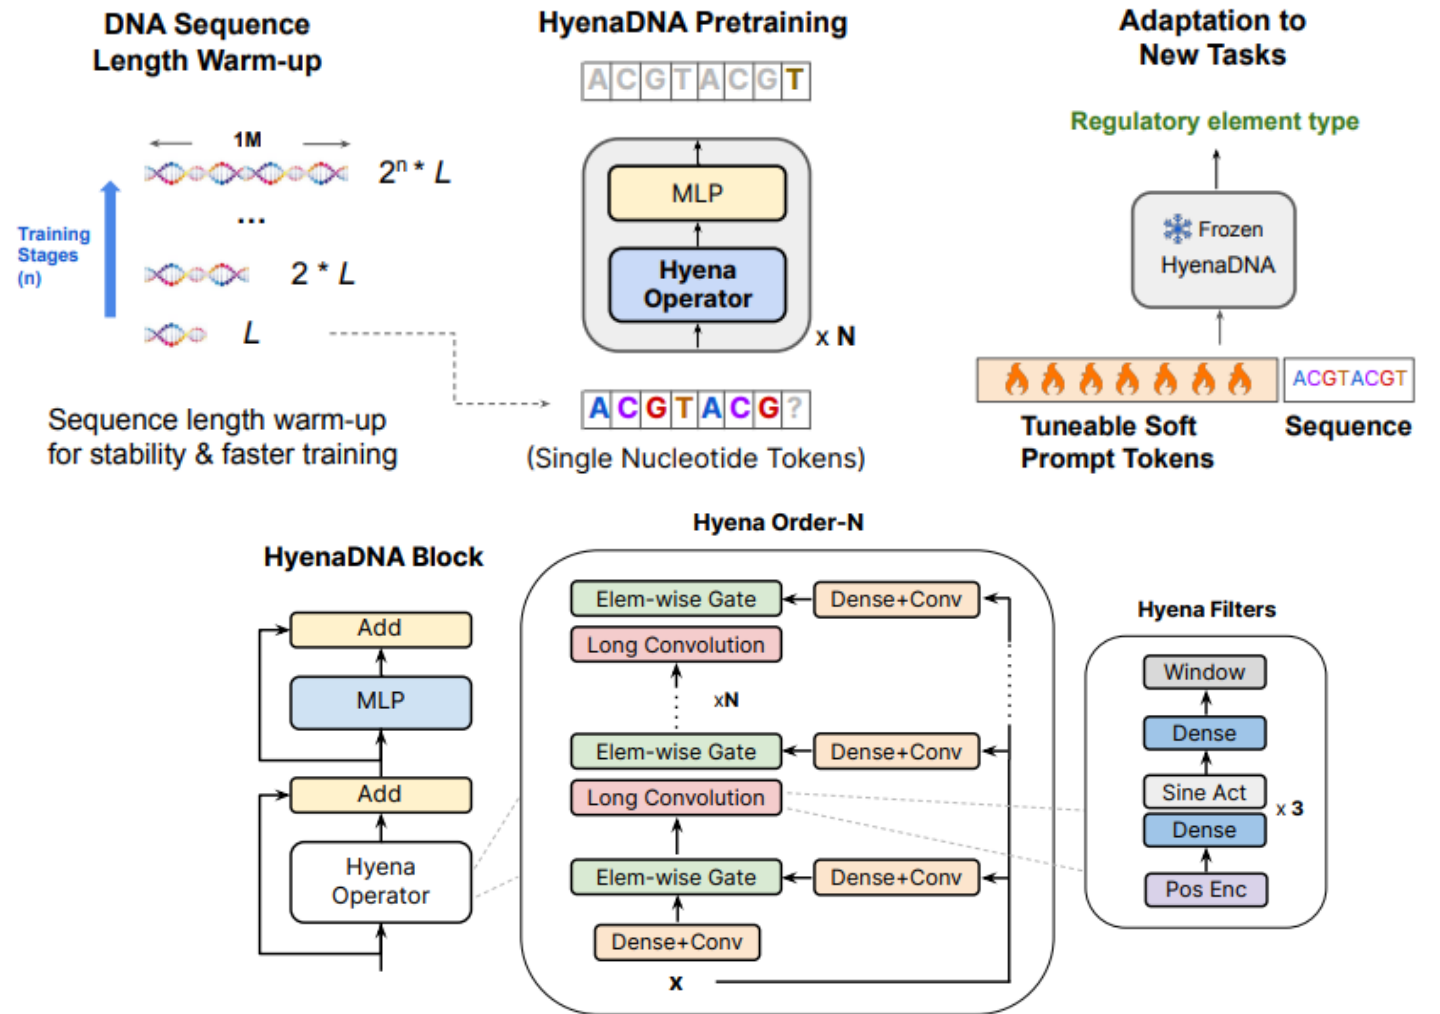 DNA Sequence
Length Warm-up
1M
2ⁿ * L
...
Training
Stages
(n)
2 * L
L
Sequence length warm-up
for stability & faster training
HyenaDNA Pretraining
ACGTACGT
MLP
Hyena
Operator
x N
ACGTACG?
(Single Nucleotide Tokens)
Adaptation to
New Tasks
Regulatory element type
Frozen
HyenaDNA
ACGTACGT
Tuneable Soft
Prompt Tokens
Sequence
HyenaDNA Block
Add
MLP
Add
Hyena
Operator
Hyena Order-N
Elem-wise Gate
Dense+Conv
Long Convolution
xN
Elem-wise Gate
Dense+Conv
Long Convolution
Elem-wise Gate
Dense+Conv
Dense+Conv
x
Hyena Filters
Window
Dense
Sine Act
x 3
Dense
Pos Enc